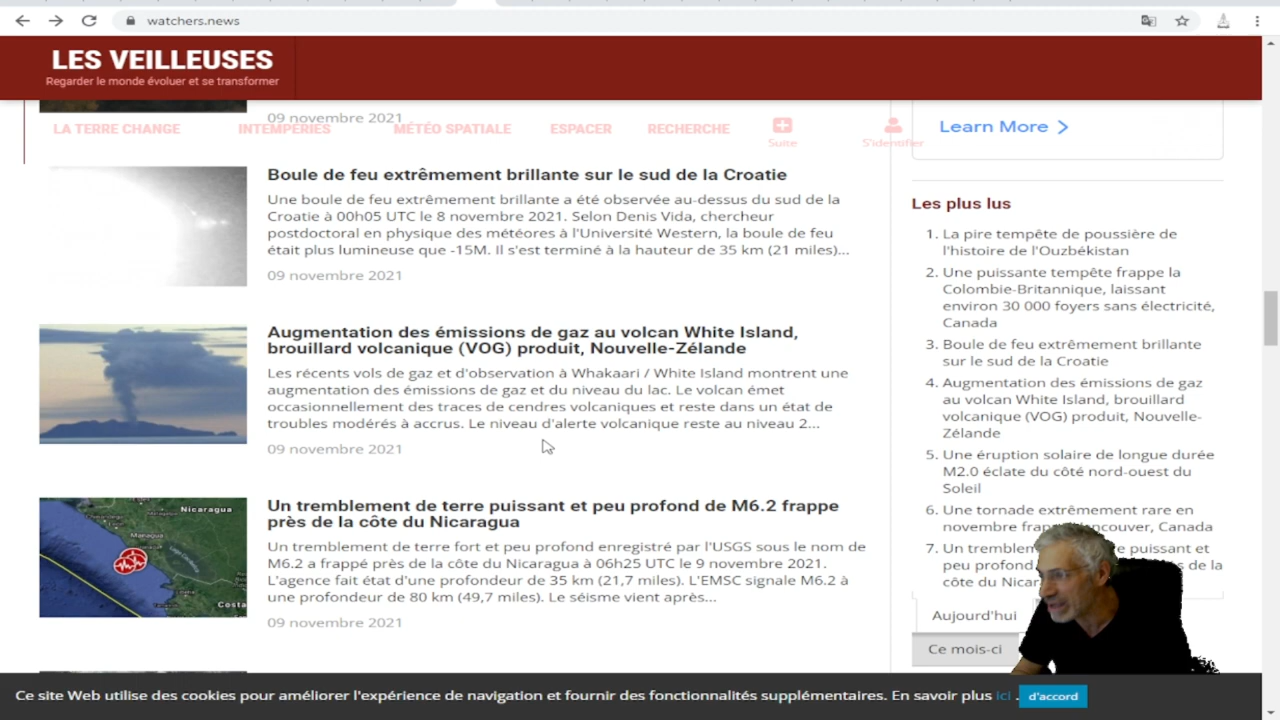 watchers.news
LES VEILLEUSES
Regarder le monde évoluer et se transformer
09 novembre 2021
LA TERRE CHANGE
INTEMPÉRIES
MÉTÉO SPATIALE
ESPACER
RECHERCHE
Suite
S'identifier
Boule de feu extrêmement brillante sur le sud de la Croatie
Une boule de feu extrêmement brillante a été observée au-dessus du sud de la
Croatie à 00h05 UTC le 8 novembre 2021. Selon Denis Vida, chercheur
postdoctoral en physique des météores à l'Université Western, la boule de feu
était plus lumineuse que -15M. Il s'est terminé à la hauteur de 35 km (21 miles)...
09 novembre 2021
Augmentation des émissions de gaz au volcan White Island,
brouillard volcanique (VOG) produit, Nouvelle-Zélande
Les récents vols de gaz et d'observation à Whakaari / White Island montrent une
augmentation des émissions de gaz et du niveau du lac. Le volcan émet
occasionnellement des traces de cendres volcaniques et reste dans un état de
troubles modérés à accrus. Le niveau d'alerte volcanique reste au niveau 2...
09 novembre 2021
Nicaragua
Managua
Costa
Un tremblement de terre puissant et peu profond de M6.2 frappe
près de la côte du Nicaragua
Un tremblement de terre fort et peu profond enregistré par l'USGS sous le nom de
M6.2 a frappé près de la côte du Nicaragua à 06h25 UTC le 9 novembre 2021.
L'agence fait état d'une profondeur de 35 km (21,7 miles). L'EMSC signale M6.2 à
une profondeur de 80 km (49,7 miles). Le séisme vient après...
09 novembre 2021
Learn More
Les plus lus
1. La pire tempête de poussière de
l'histoire de l'Ouzbékistan
2. Une puissante tempête frappe la
Colombie-Britannique, laissant
environ 30 000 foyers sans électricité,
Canada
3. Boule de feu extrêmement brillante
sur le sud de la Croatie
4. Augmentation des émissions de gaz
au volcan White Island, brouillard
volcanique (VOG) produit, Nouvelle-
Zélande
5. Une éruption solaire de longue durée
M2.0 éclate du côté nord-ouest du
Soleil
6. Une tornade extrêmement rare en
novembre Canada
7. Un puissant et
peu profond de la
côte du
Aujourd'hui
Ce mois-ci
Ce site Web utilise des cookies pour améliorer l'expérience de navigation et fournir des fonctionnalités supplémentaires. En savoir plus ici .
d'accord